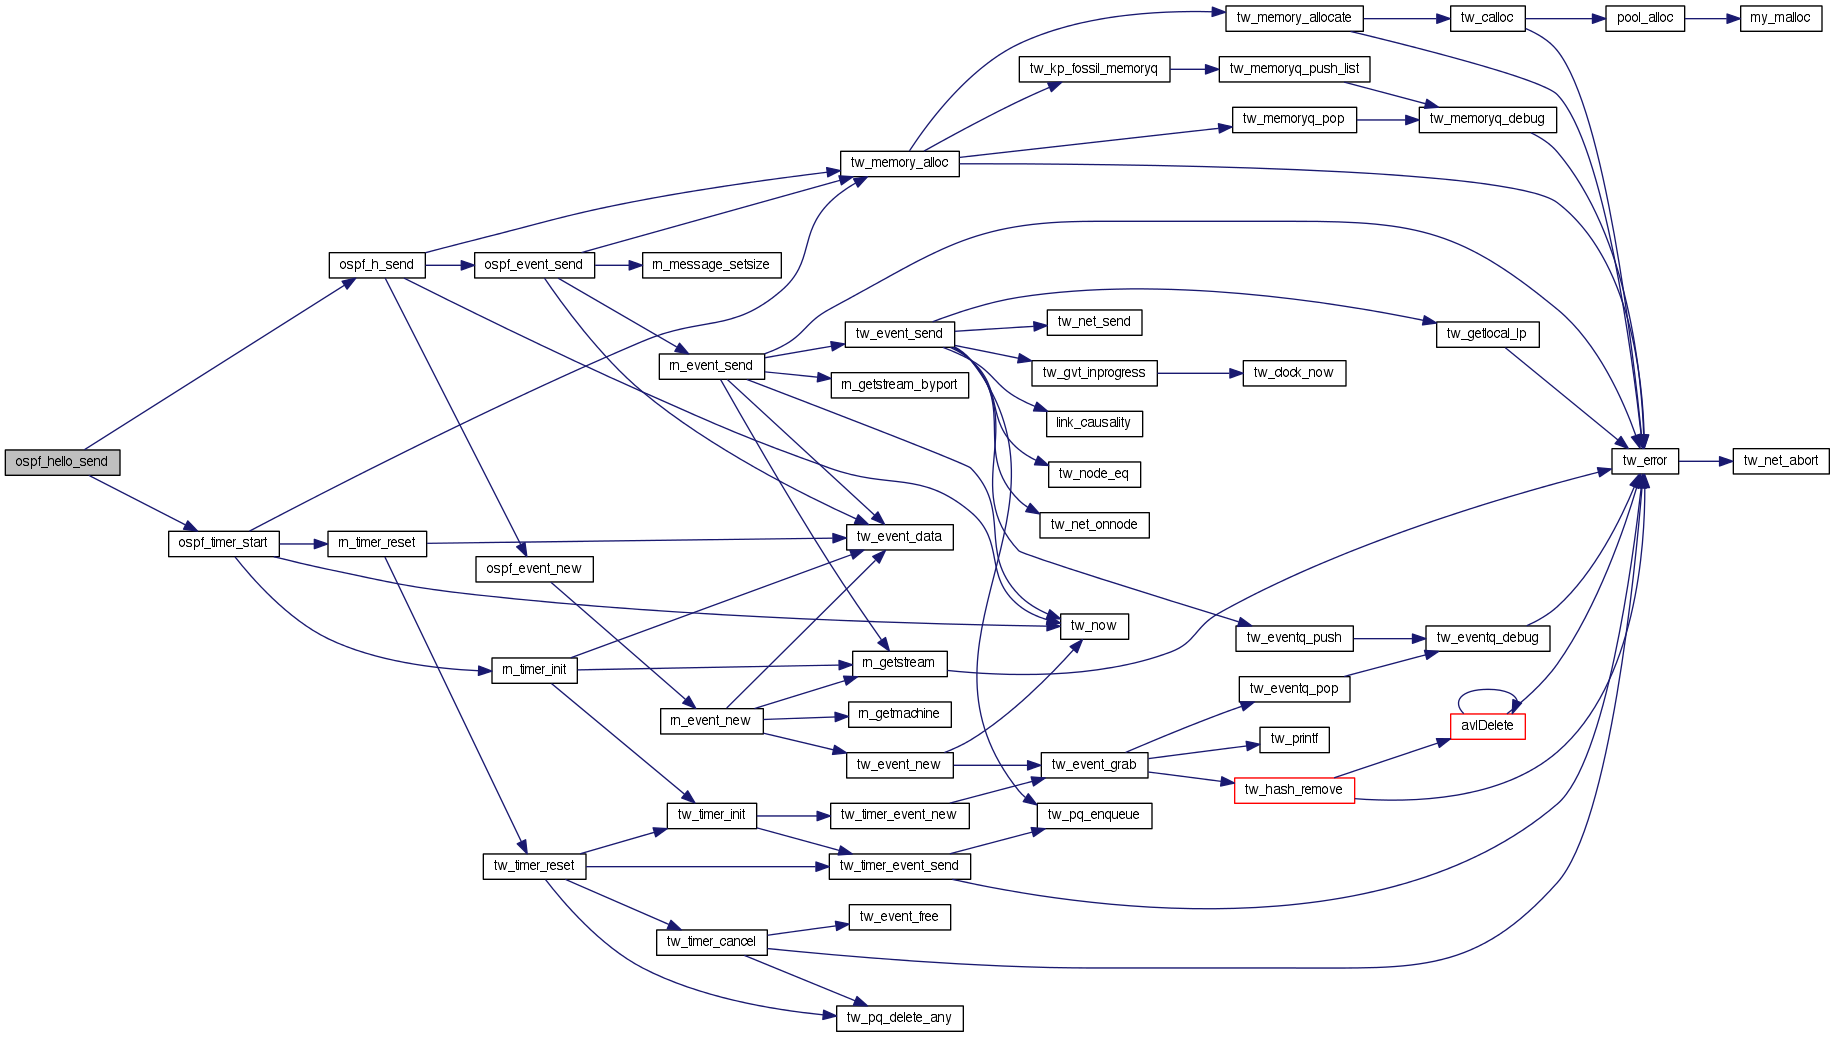 ospf_hello_send
ospf_h_send
ospf_timer_start
ospf_event_send
rn_timer_reset
ospf_event_new
rn_timer_init
tw_timer_reset
rn_message_setsize
rn_event_send
rn_event_new
tw_timer_init
tw_timer_cancel
tw_memory_alloc
tw_event_send
rn_getstream_byport
tw_event_data
rn_getstream
rn_getmachine
tw_event_new
tw_timer_event_new
tw_timer_event_send
tw_event_free
tw_pq_delete_any
tw_kp_fossil_memoryq
tw_net_send
tw_gvt_inprogress
link_causality
tw_node_eq
tw_net_onnode
tw_now
tw_event_grab
tw_pq_enqueue
tw_memory_allocate
tw_memoryq_push_list
tw_memoryq_pop
tw_clock_now
tw_eventq_push
tw_eventq_pop
tw_printf
tw_hash_remove
tw_calloc
tw_memoryq_debug
tw_getlocal_lp
tw_eventq_debug
avlDelete
pool_alloc
tw_error
my_malloc
tw_net_abort